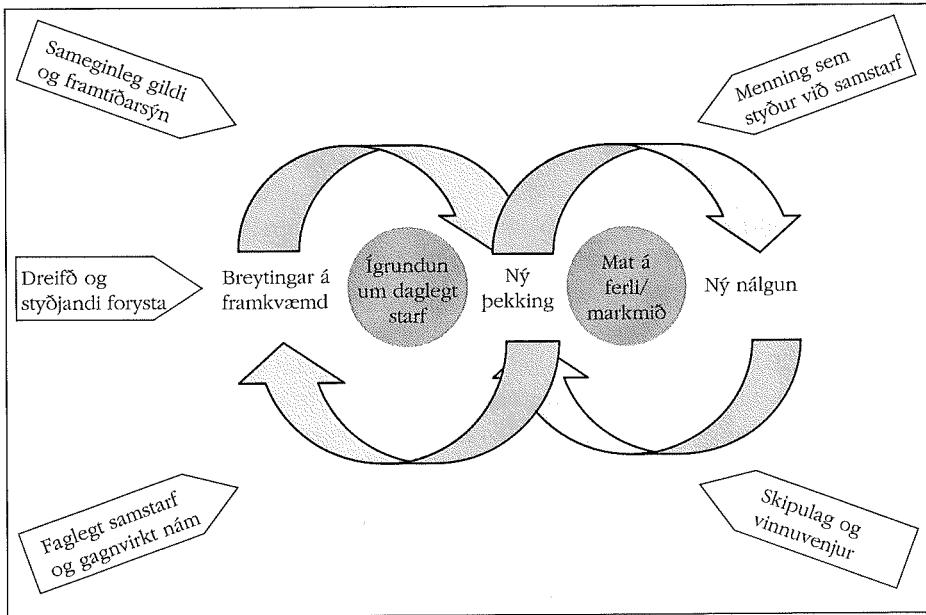 Sameginleg gildi
og framtíðarsýn
Menning sem
styður við samstarf
Dreifð og
styðjandi forysta
Breytingar á
framkvæmd
Ígrundun
um daglegt
starf
Ný
þekking
Mat á
ferli/
markmið
Ný nálgun
Faglegt samstarf
og gagnvirkt nám
Skipulag og
vinnuvenjur